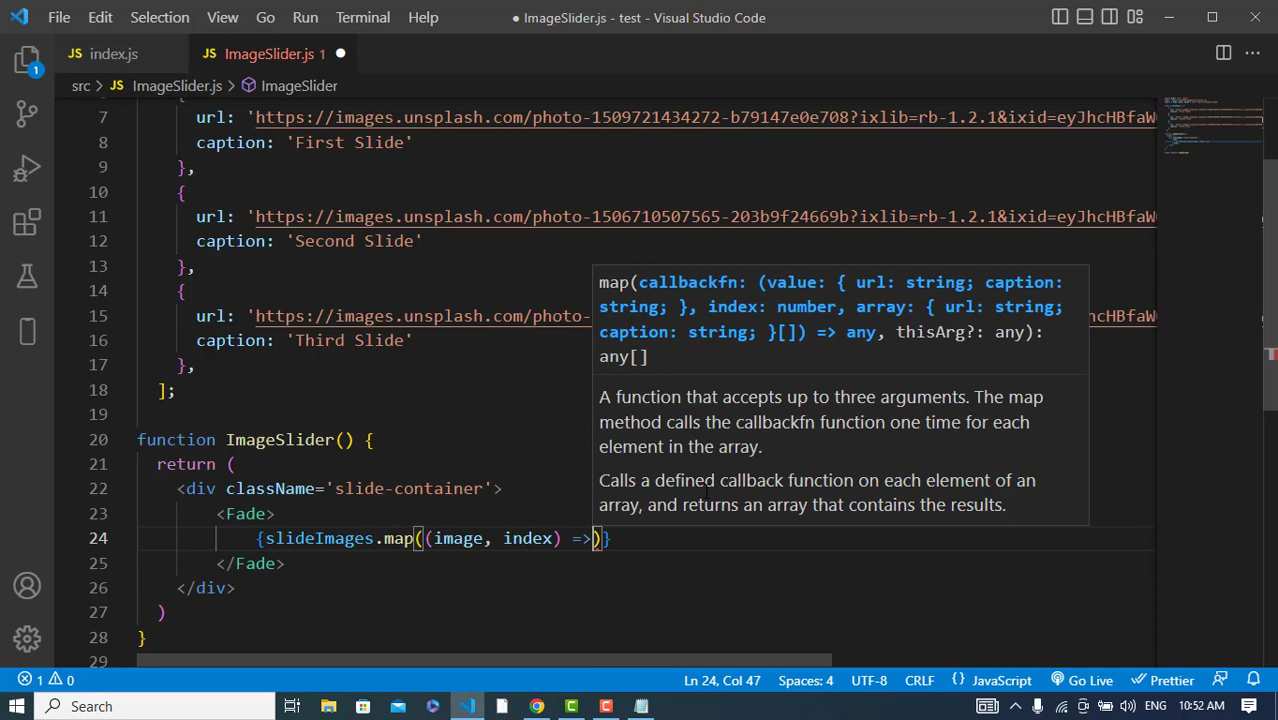 File Edit Selection View Go Run Terminal Help
● ImageSlider.js - test - Visual Studio Code
JS index.js
JS ImageSlider.js 1 ●
src > JS ImageSlider.js > ImageSlider
7 url: 'https://images.unsplash.com/photo-1509721434272-b79147e0e708?ixlib=rb-1.2.1&ixid=eyJhcHBfaW
8 caption: 'First Slide'
9 },
10 {
11 url: 'https://images.unsplash.com/photo-1506710507565-203b9f24669b?ixlib=rb-1.2.1&ixid=eyJhcHBfaW
12 caption: 'Second Slide'
13 },
14 {
15 url: 'https://images.unsplash.com/photo-
16 caption: 'Third Slide'
17 },
18 ];
19
20 function ImageSlider() {
21 return (
22 <div className='slide-container'>
23 <Fade>
24 {slideImages.map((image, index) =>)}
25 </Fade>
26 </div>
27 )
28 }
29
map(callbackfn: (value: { url: string; caption:
string; }, index: number, array: { url: string;
caption: string; }[]) => any, thisArg?: any):
any[]
A function that accepts up to three arguments. The map
method calls the callbackfn function one time for each
element in the array.
Calls a defined callback function on each element of an
array, and returns an array that contains the results.
1
1 0 Ln 24, Col 47 Spaces: 4 UTF-8 CRLF {} JavaScript Go Live Prettier
Search ENG 10:52 AM